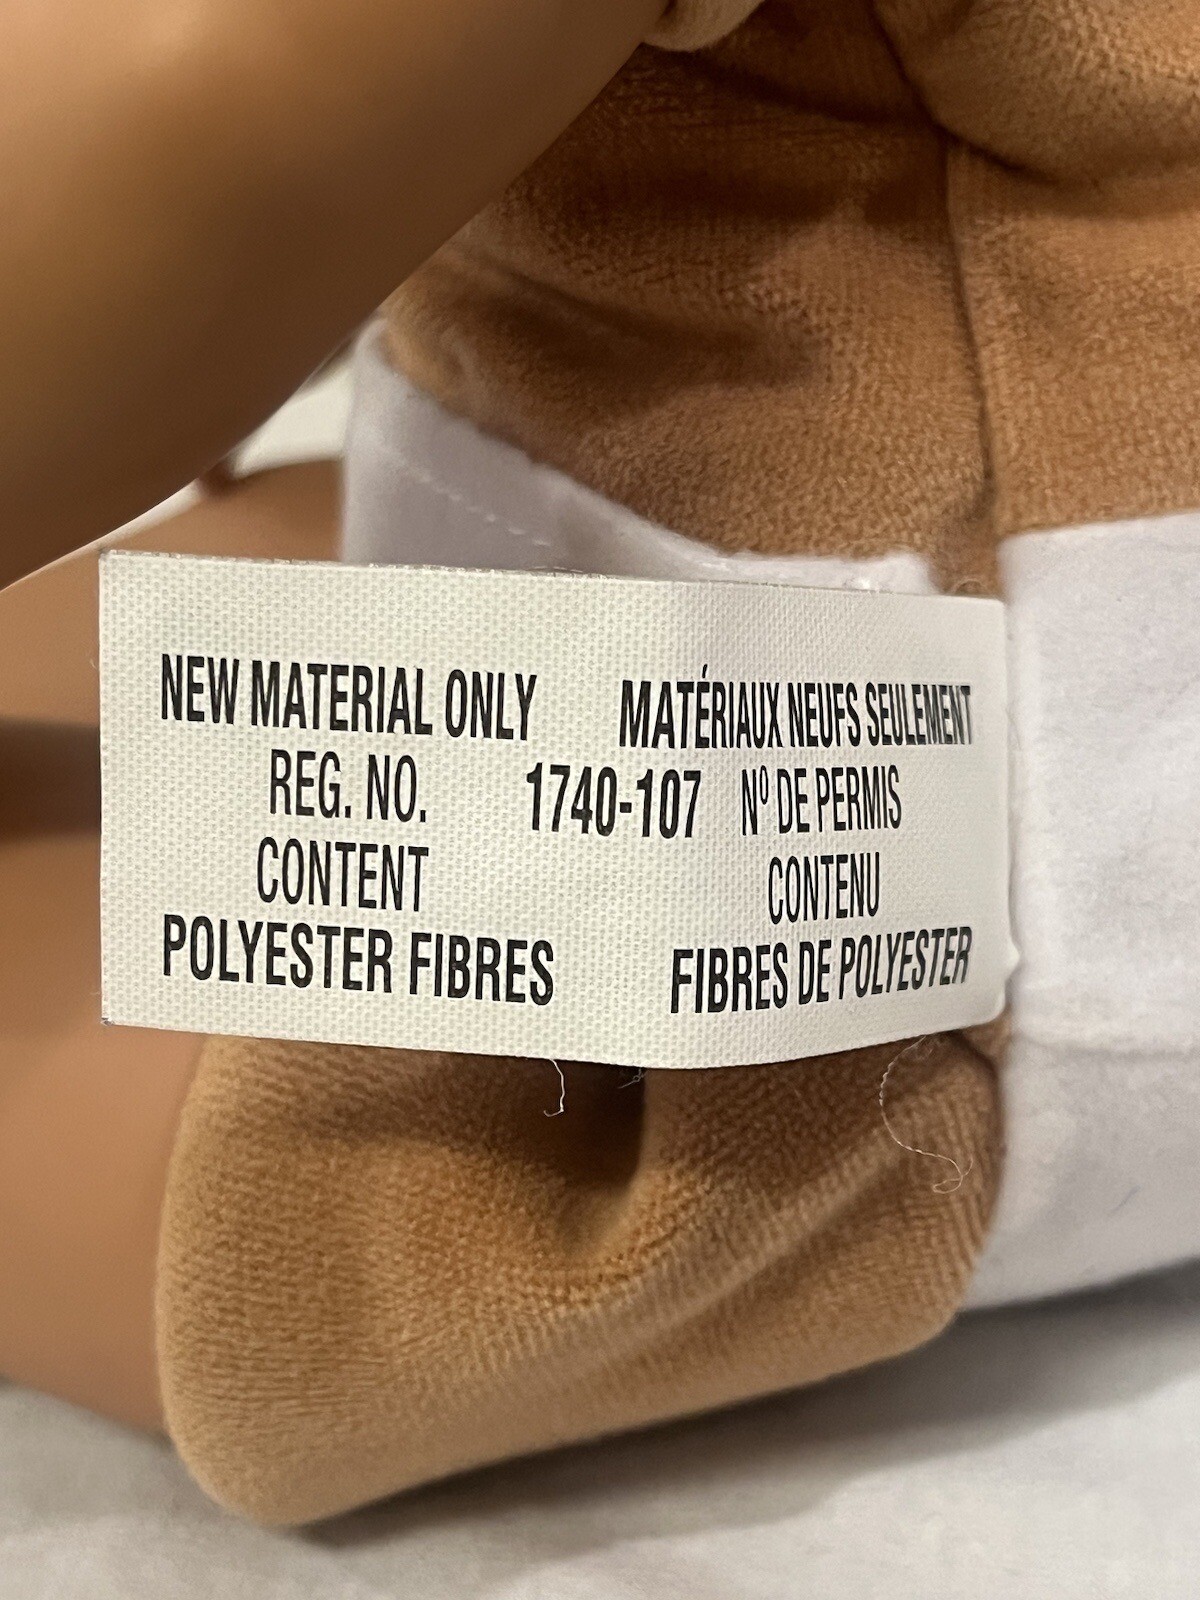 NEW MATERIAL ONLY MATÉRIAUX NEUFS SEULEMENT
REG. NO. 1740-107 Nº DE PERMIS
CONTENT CONTENU
POLYESTER FIBRES FIBRES DE POLYESTER